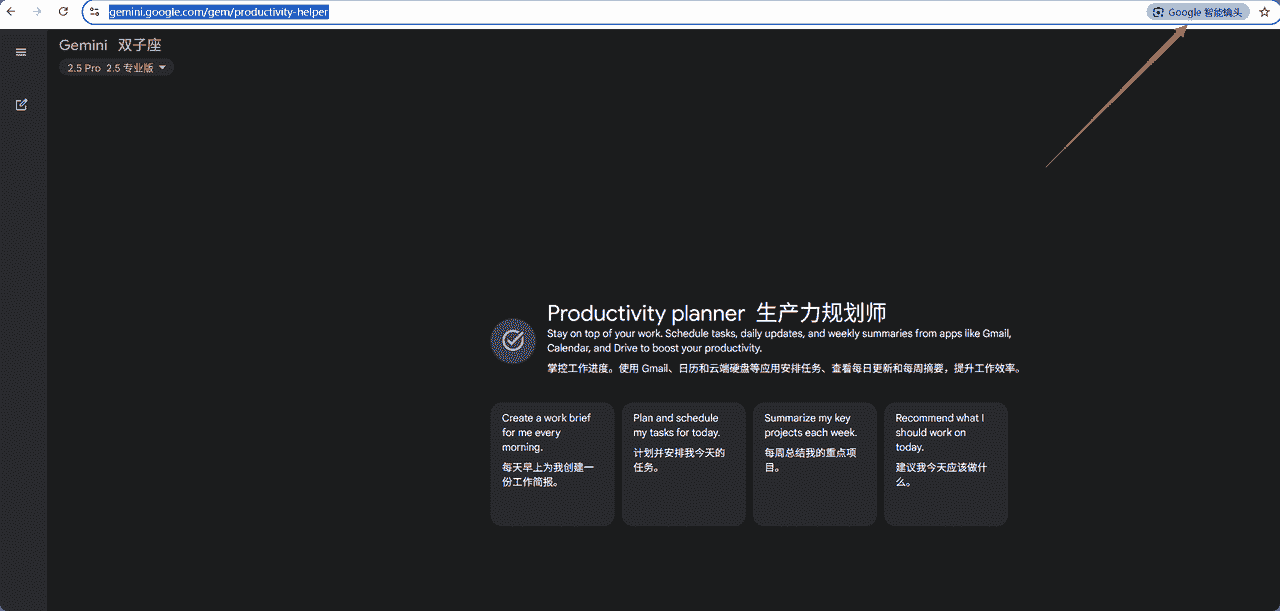 gemini.google.com/gem/productivity-helper
Google 智能镜头
Gemini 双子座
2.5 Pro 2.5 专业版
Productivity planner 生产力规划师
Stay on top of your work. Schedule tasks, daily updates, and weekly summaries from apps like Gmail,
Calendar, and Drive to boost your productivity.
掌控工作进度。使用 Gmail、日历和云端硬盘等应用安排任务、查看每日更新和每周摘要，提升工作效率。
Create a work brief
for me every
morning.
每天早上为我创建一
份工作简报。
Plan and schedule
my tasks for today.
计划并安排我今天的
任务。
Summarize my key
projects each week.
每周总结我的重点项
目。
Recommend what I
should work on
today.
建议我今天应该做什
么。